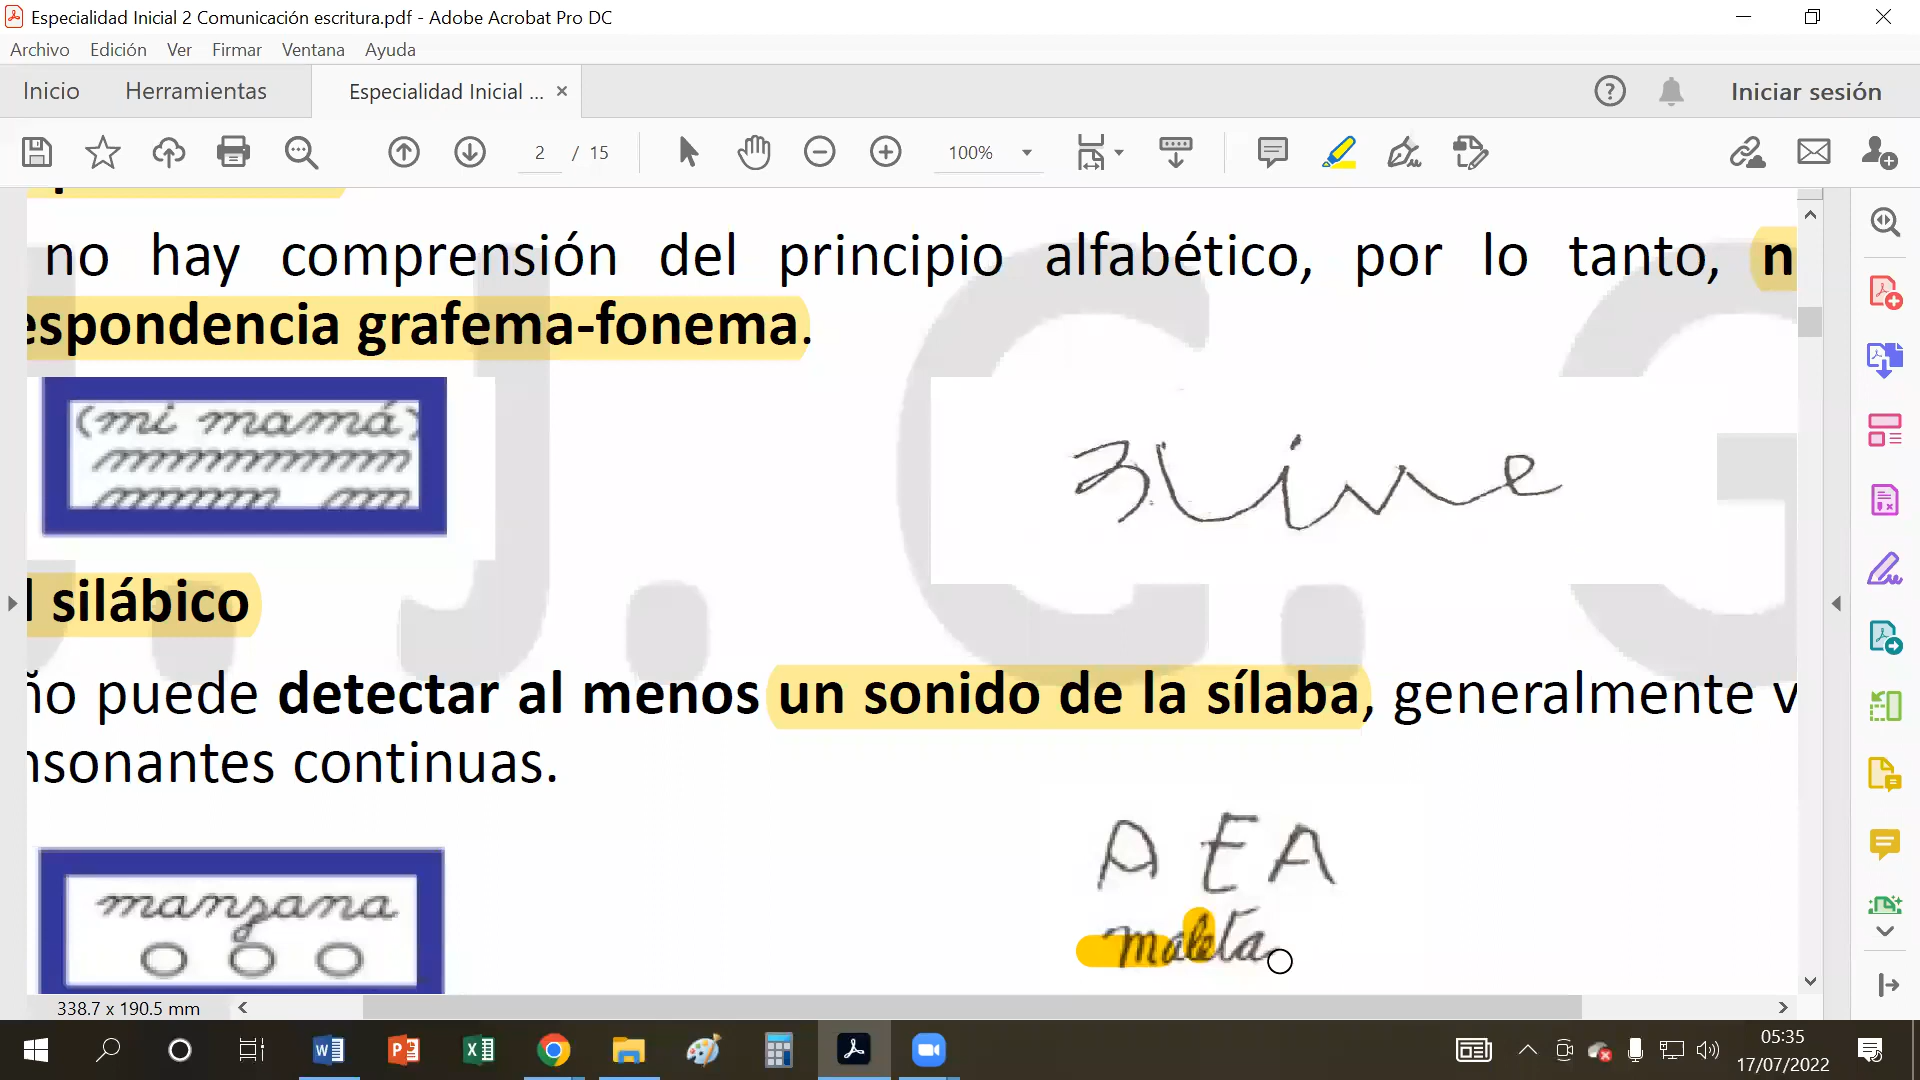 Especialidad Inicial 2 Comunicación escritura.pdf - Adobe Acrobat Pro DC
Archivo Edición Ver Firmar Ventana Ayuda
Inicio Herramientas Especialidad Inicial ... × Iniciar sesión
2 / 15 100%
no hay comprensión del principio alfabético, por lo tanto, n
espondencia grafema-fonema.
(mi mamá)
l silábico
ño puede detectar al menos un sonido de la sílaba, generalmente v
nsonantes continuas.
A E A
manzana
maleta
O O O
338.7 x 190.5 mm
05:35
17/07/2022
J. C. G